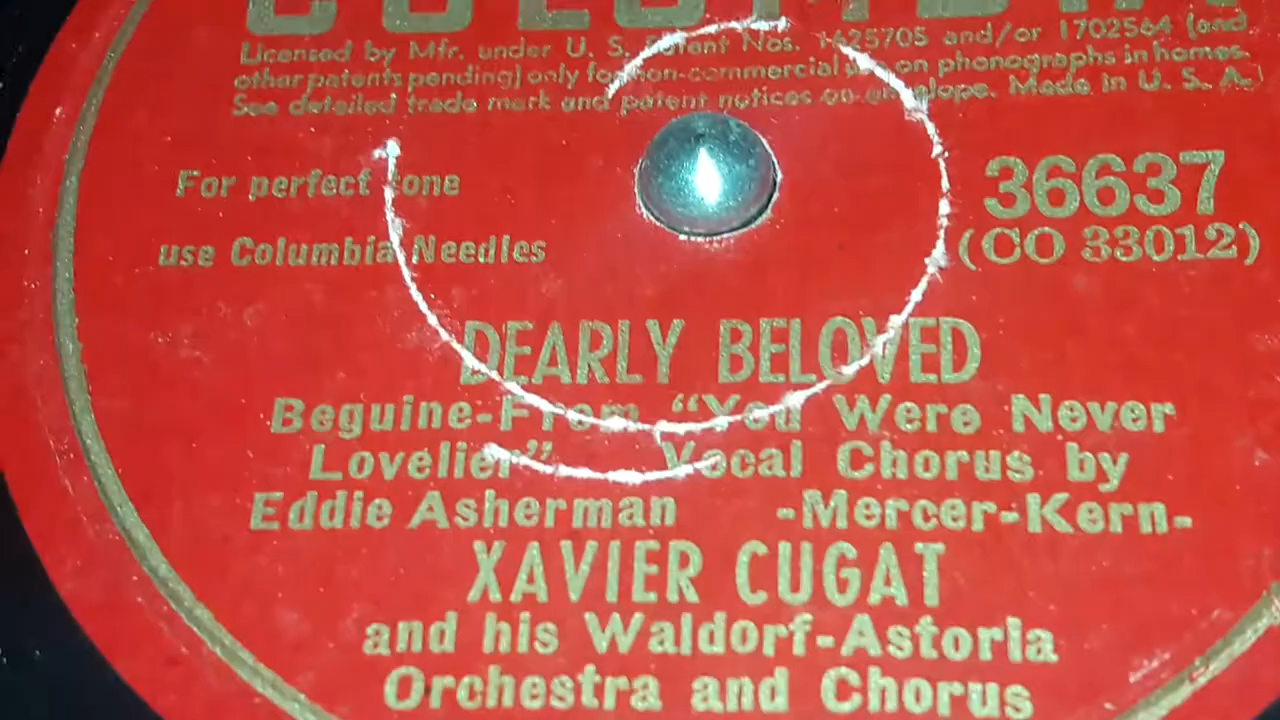 COLUMBIA
Licensed by Mfr. under U. S. Patent Nos. 1625705 and/or 1702564 (and
other patents pending) only for non-commercial use on phonographs in homes.
See detailed trade mark and patent notices on envelope. Made in U. S. A.
For perfect tone
use Columbia Needles
36637
(CO 33012)
DEARLY BELOVED
Beguine-From "You Were Never
Lovelier" Vocal Chorus by
Eddie Asherman -Mercer-Kern-
XAVIER CUGAT
and his Waldorf-Astoria
Orchestra and Chorus